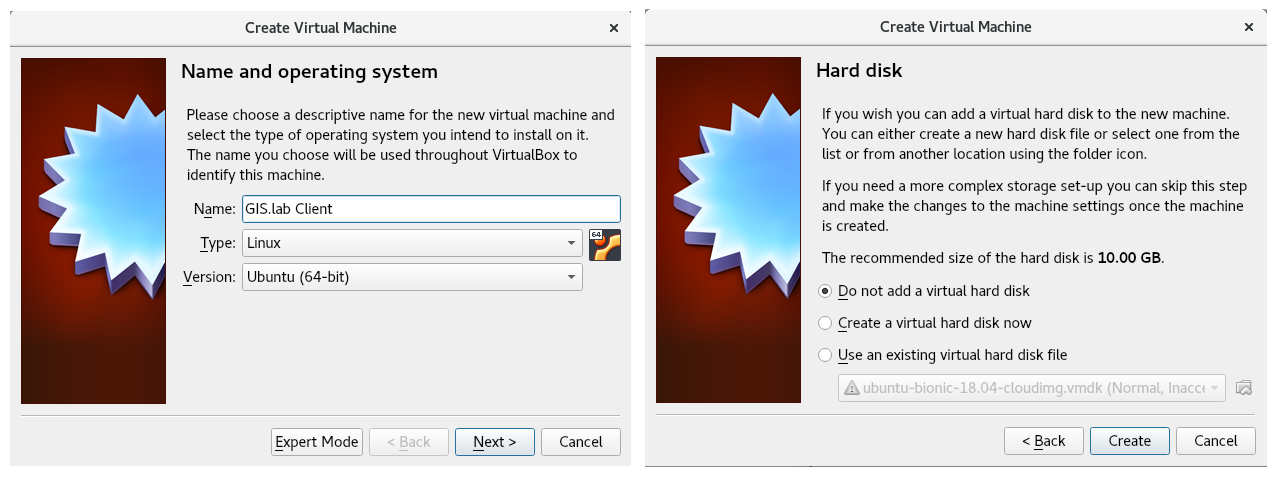 Create Virtual Machine
Name and operating system
Please choose a descriptive name for the new virtual machine and
select the type of operating system you intend to install on it.
The name you choose will be used throughout VirtualBox to
identify this machine.
Name: GIS.lab Client
Type: Linux
64
Version: Ubuntu (64-bit)
Expert Mode < Back Next > Cancel
Create Virtual Machine
Hard disk
If you wish you can add a virtual hard disk to the new machine.
You can either create a new hard disk file or select one from the
list or from another location using the folder icon.
If you need a more complex storage set-up you can skip this step
and make the changes to the machine settings once the machine
is created.
The recommended size of the hard disk is 10.00 GB.
Do not add a virtual hard disk
Create a virtual hard disk now
Use an existing virtual hard disk file
ubuntu-bionic-18.04-cloudimg.vmdk (Normal, Inacce
< Back Create Cancel